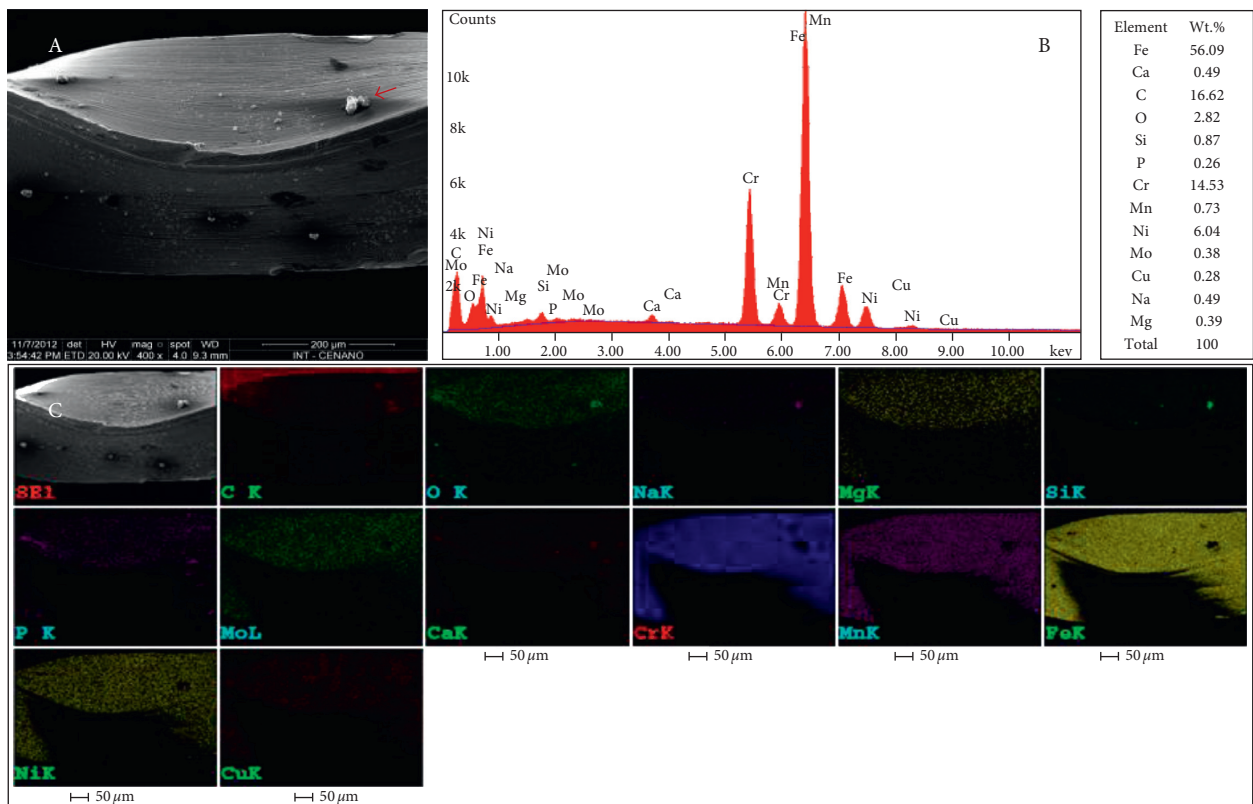 A
11/7/2012 det HV mag spot WD
3:54:42 PM ETD 20.00 kV 400 x 4.0 9.3 mm
200 μm
INT - CENANO
Counts
B
10k
8k
6k
4k
2k
C
Mo
O
Fe
Ni
Fe
Ni
Na
Mg
Si
Mo
P
Mo
Mo
Ca
Ca
Cr
Mn
Cr
Mn
Fe
Fe
Ni
Cu
Ni
Cu
1.00 2.00 3.00 4.00 5.00 6.00 7.00 8.00 9.00 10.00 kev
Element Wt.%
Fe 56.09
Ca 0.49
C 16.62
O 2.82
Si 0.87
P 0.26
Cr 14.53
Mn 0.73
Ni 6.04
Mo 0.38
Cu 0.28
Na 0.49
Mg 0.39
Total 100
C
SE1 C K O K NaK MgK SiK
P K MoL CaK CrK MnK FeK
50 μm 50 μm 50 μm 50 μm
NiK CuK
50 μm 50 μm